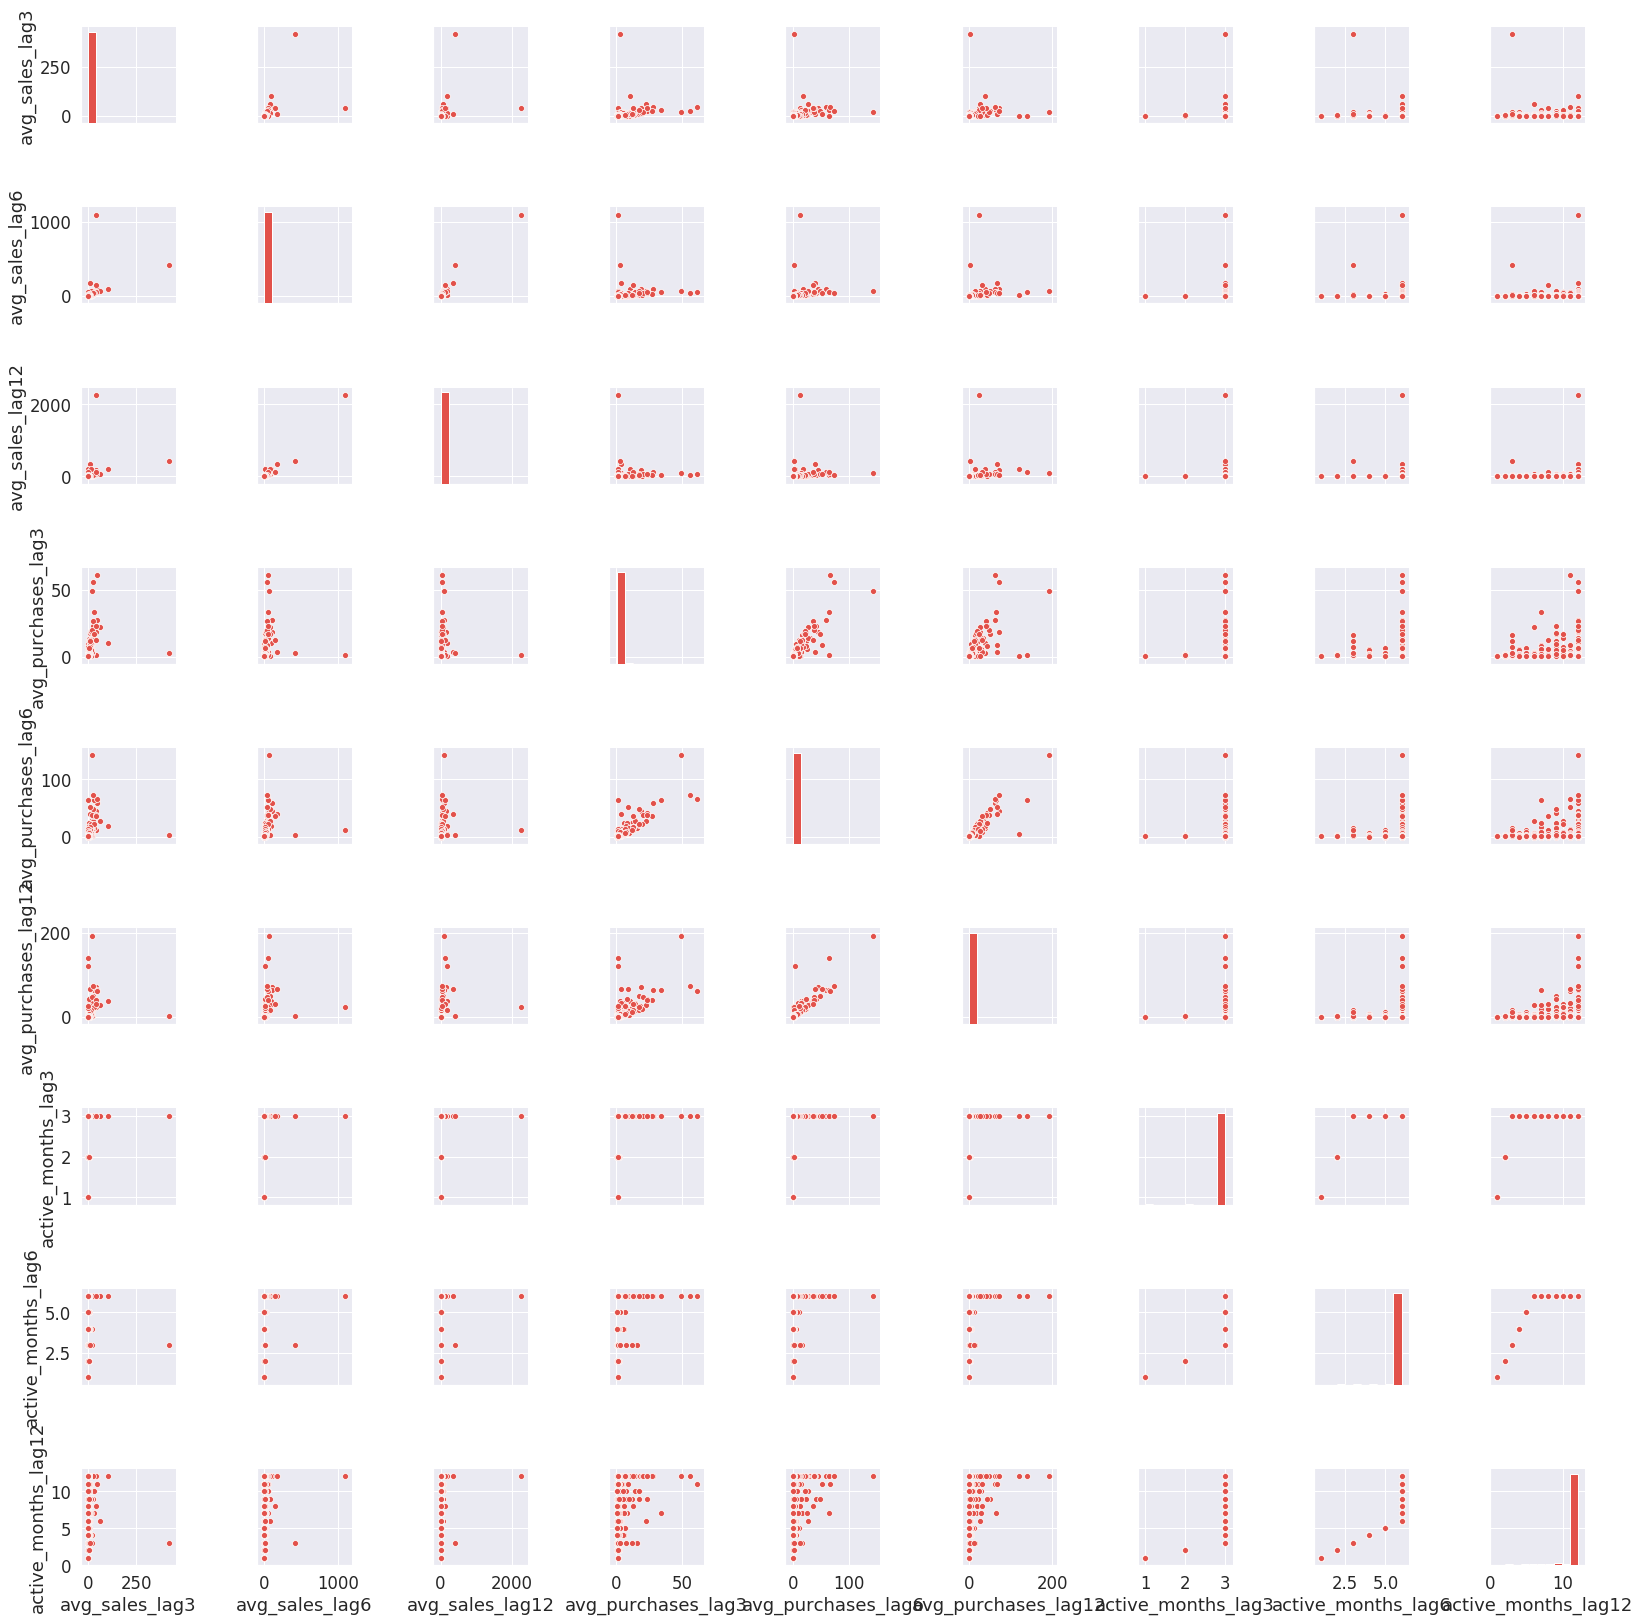 avg_sales_lag3
250
0
avg_sales_lag6
1000
0
avg_sales_lag12
2000
0
avg_purchases_lag3
50
0
avg_purchases_lag6
100
0
avg_purchases_lag12
200
0
active_months_lag3
3
2
1
active_months_lag6
5.0
2.5
active_months_lag12
10
5
0
0 250 0 1000 0 2000 0 50 0 100 0 200 1 2 3 2.5 5.0 0 10
avg_sales_lag3 avg_sales_lag6 avg_sales_lag12 avg_purchases_lag3 avg_purchases_lag6 avg_purchases_lag12 active_months_lag3 active_months_lag6 active_months_lag12